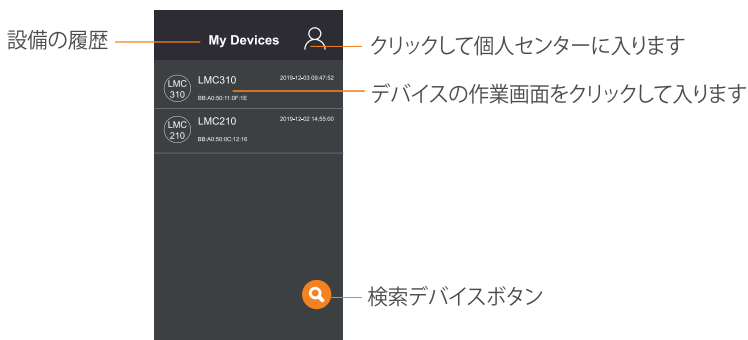 設備の履歴
My Devices
クリックして個人センターに入ります
LMC
310
LMC310
2019-12-03 09:47:52
BB:A0:50:11:0F:1E
デバイスの作業画面をクリックして入ります
LMC
210
LMC210
2019-12-02 14:55:00
BB:A0:50:0C:12:16
検索デバイスボタン